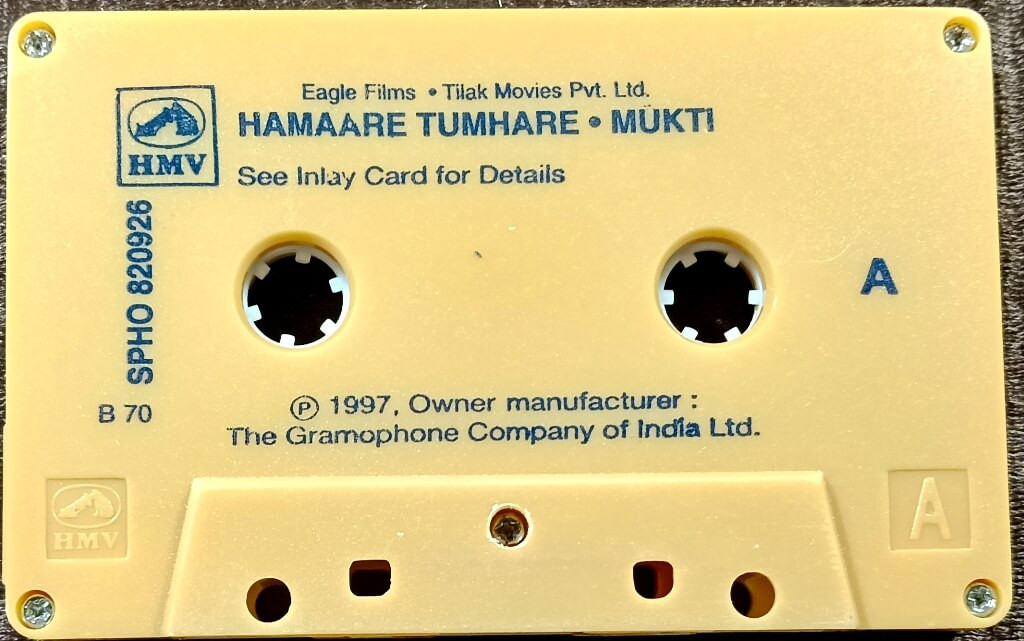 Eagle Films • Tilak Movies Pvt. Ltd.
HAMAARE TUMHARE • MUKTI
HMV
See Inlay Card for Details
SPHO 820926
A
B 70
Ⓟ 1997, Owner manufacturer :
The Gramophone Company of India Ltd.
HMV
A